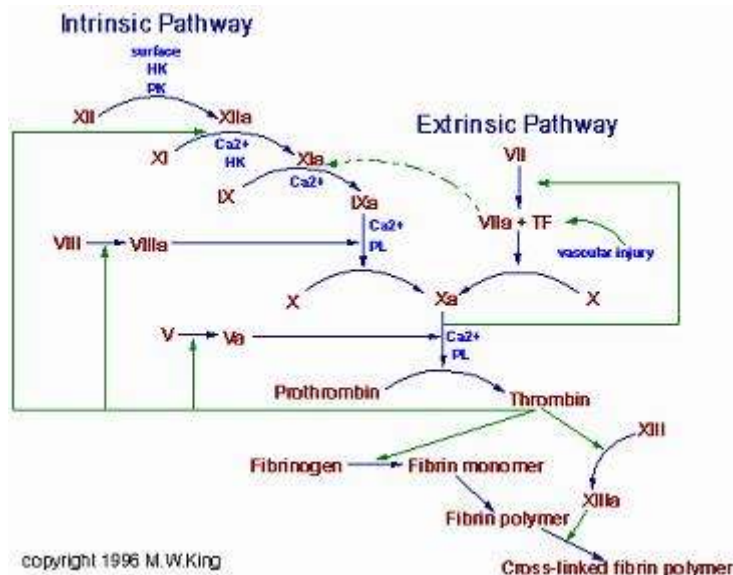 Intrinsic Pathway
surface
HK
PK
XII
XIIa
Extrinsic Pathway
XI
Ca2+
HK
XIa
VII
IX
Ca2+
IXa
VIIa + TF
Ca2+
PL
VIII
VIIIa
vascular injury
X
Xa
X
V
Va
Ca2+
PL
Prothrombin
Thrombin
XIII
Fibrinogen
Fibrin monomer
XIIIa
Fibrin polymer
copyright 1996 M.W.King
Cross-linked fibrin polymer